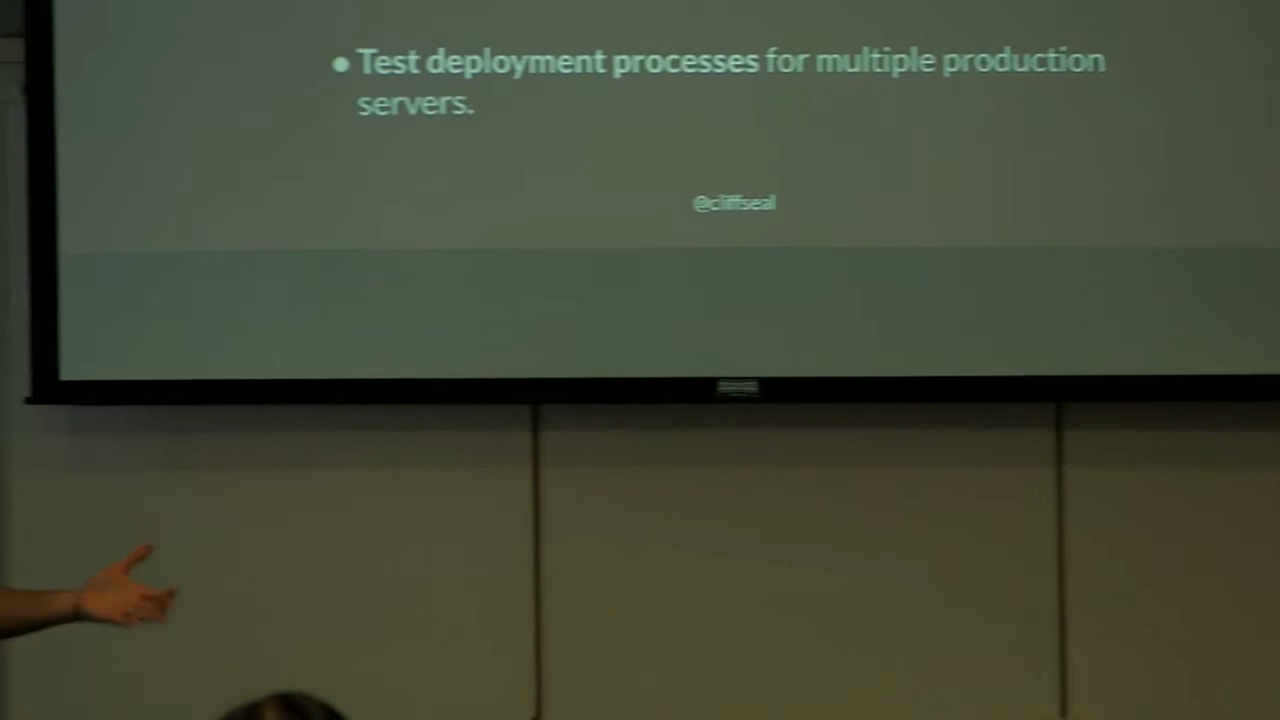 • Test deployment processes for multiple production
servers.
@cliffseal